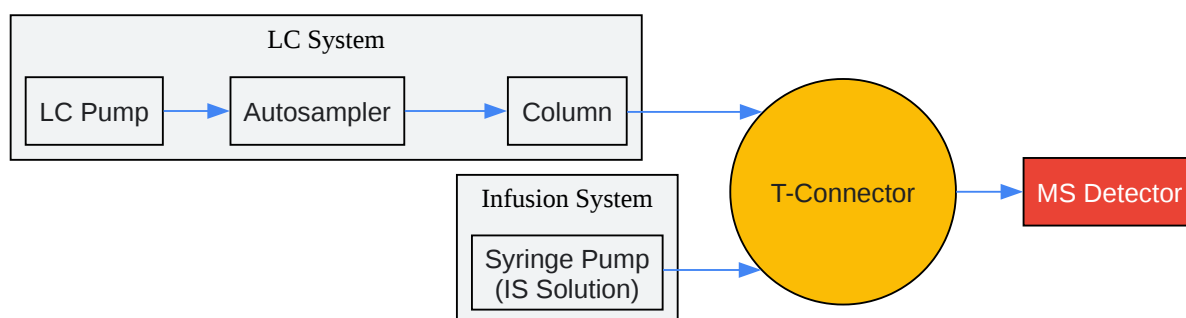 LC System
LC Pump
Autosampler
Column
Infusion System
Syringe Pump
(IS Solution)
T-Connector
MS Detector